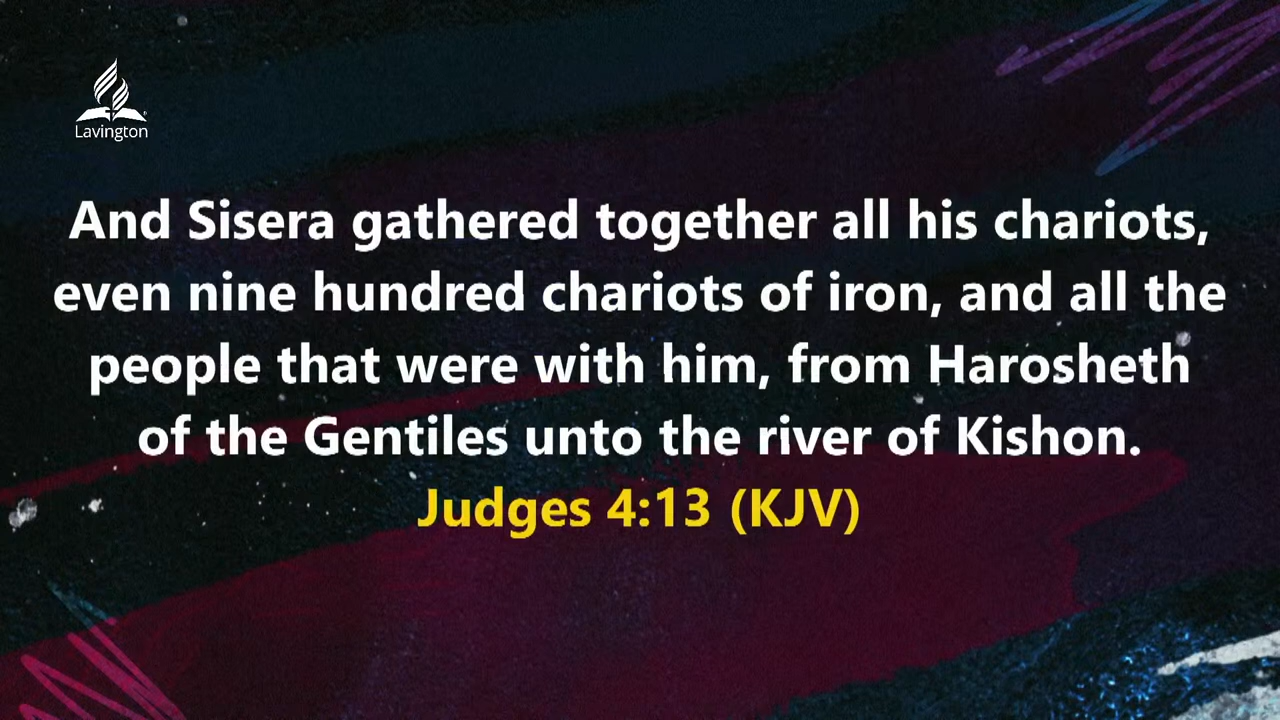 Lavington
And Sisera gathered together all his chariots,
even nine hundred chariots of iron, and all the
people that were with him, from Harosheth
of the Gentiles unto the river of Kishon.
Judges 4:13 (KJV)